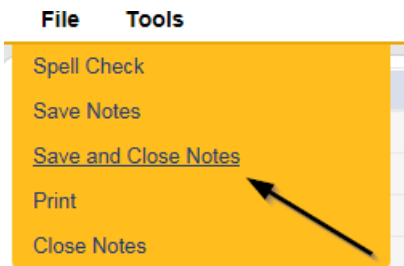 File Tools
Spell Check
Save Notes
Save and Close Notes
Print
Close Notes